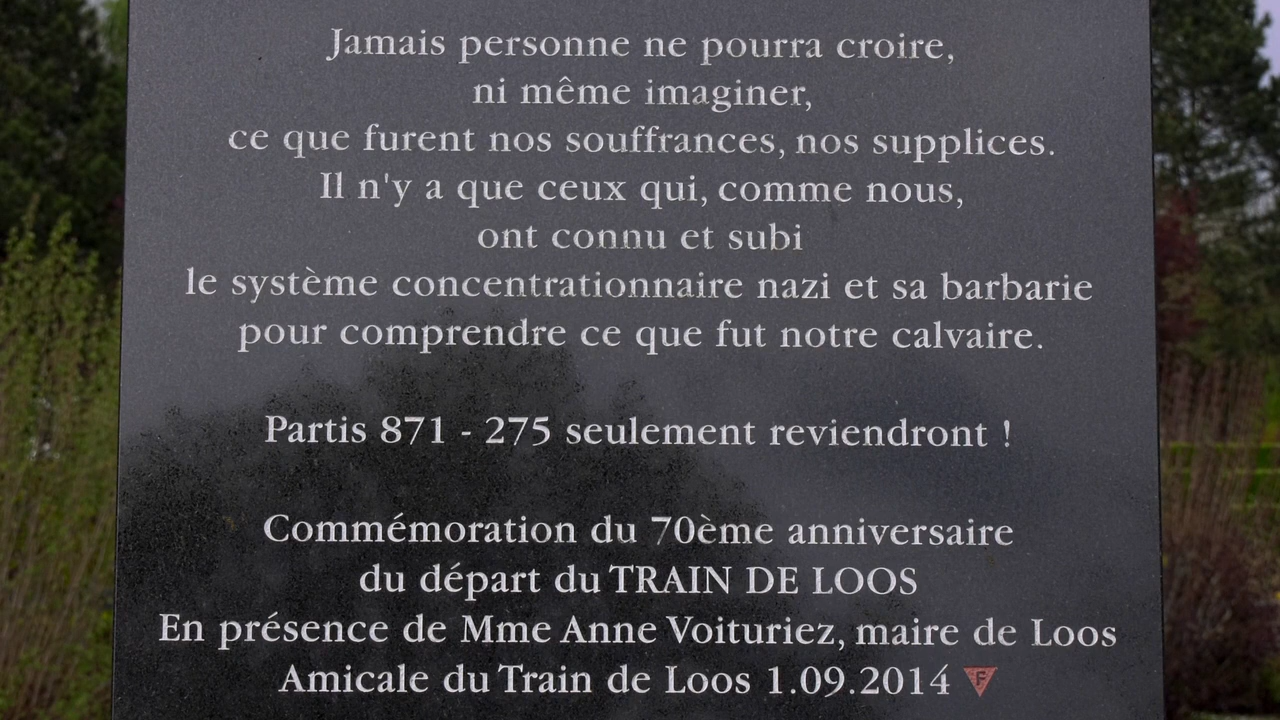 Jamais personne ne pourra croire,
ni même imaginer,
ce que furent nos souffrances, nos supplices.
Il n'y a que ceux qui, comme nous,
ont connu et subi
le système concentrationnaire nazi et sa barbarie
pour comprendre ce que fut notre calvaire.
Partis 871 - 275 seulement reviendront !
Commémoration du 70ème anniversaire
du départ du TRAIN DE LOOS
En présence de Mme Anne Voituriez, maire de Loos
Amicale du Train de Loos 1.09.2014 F